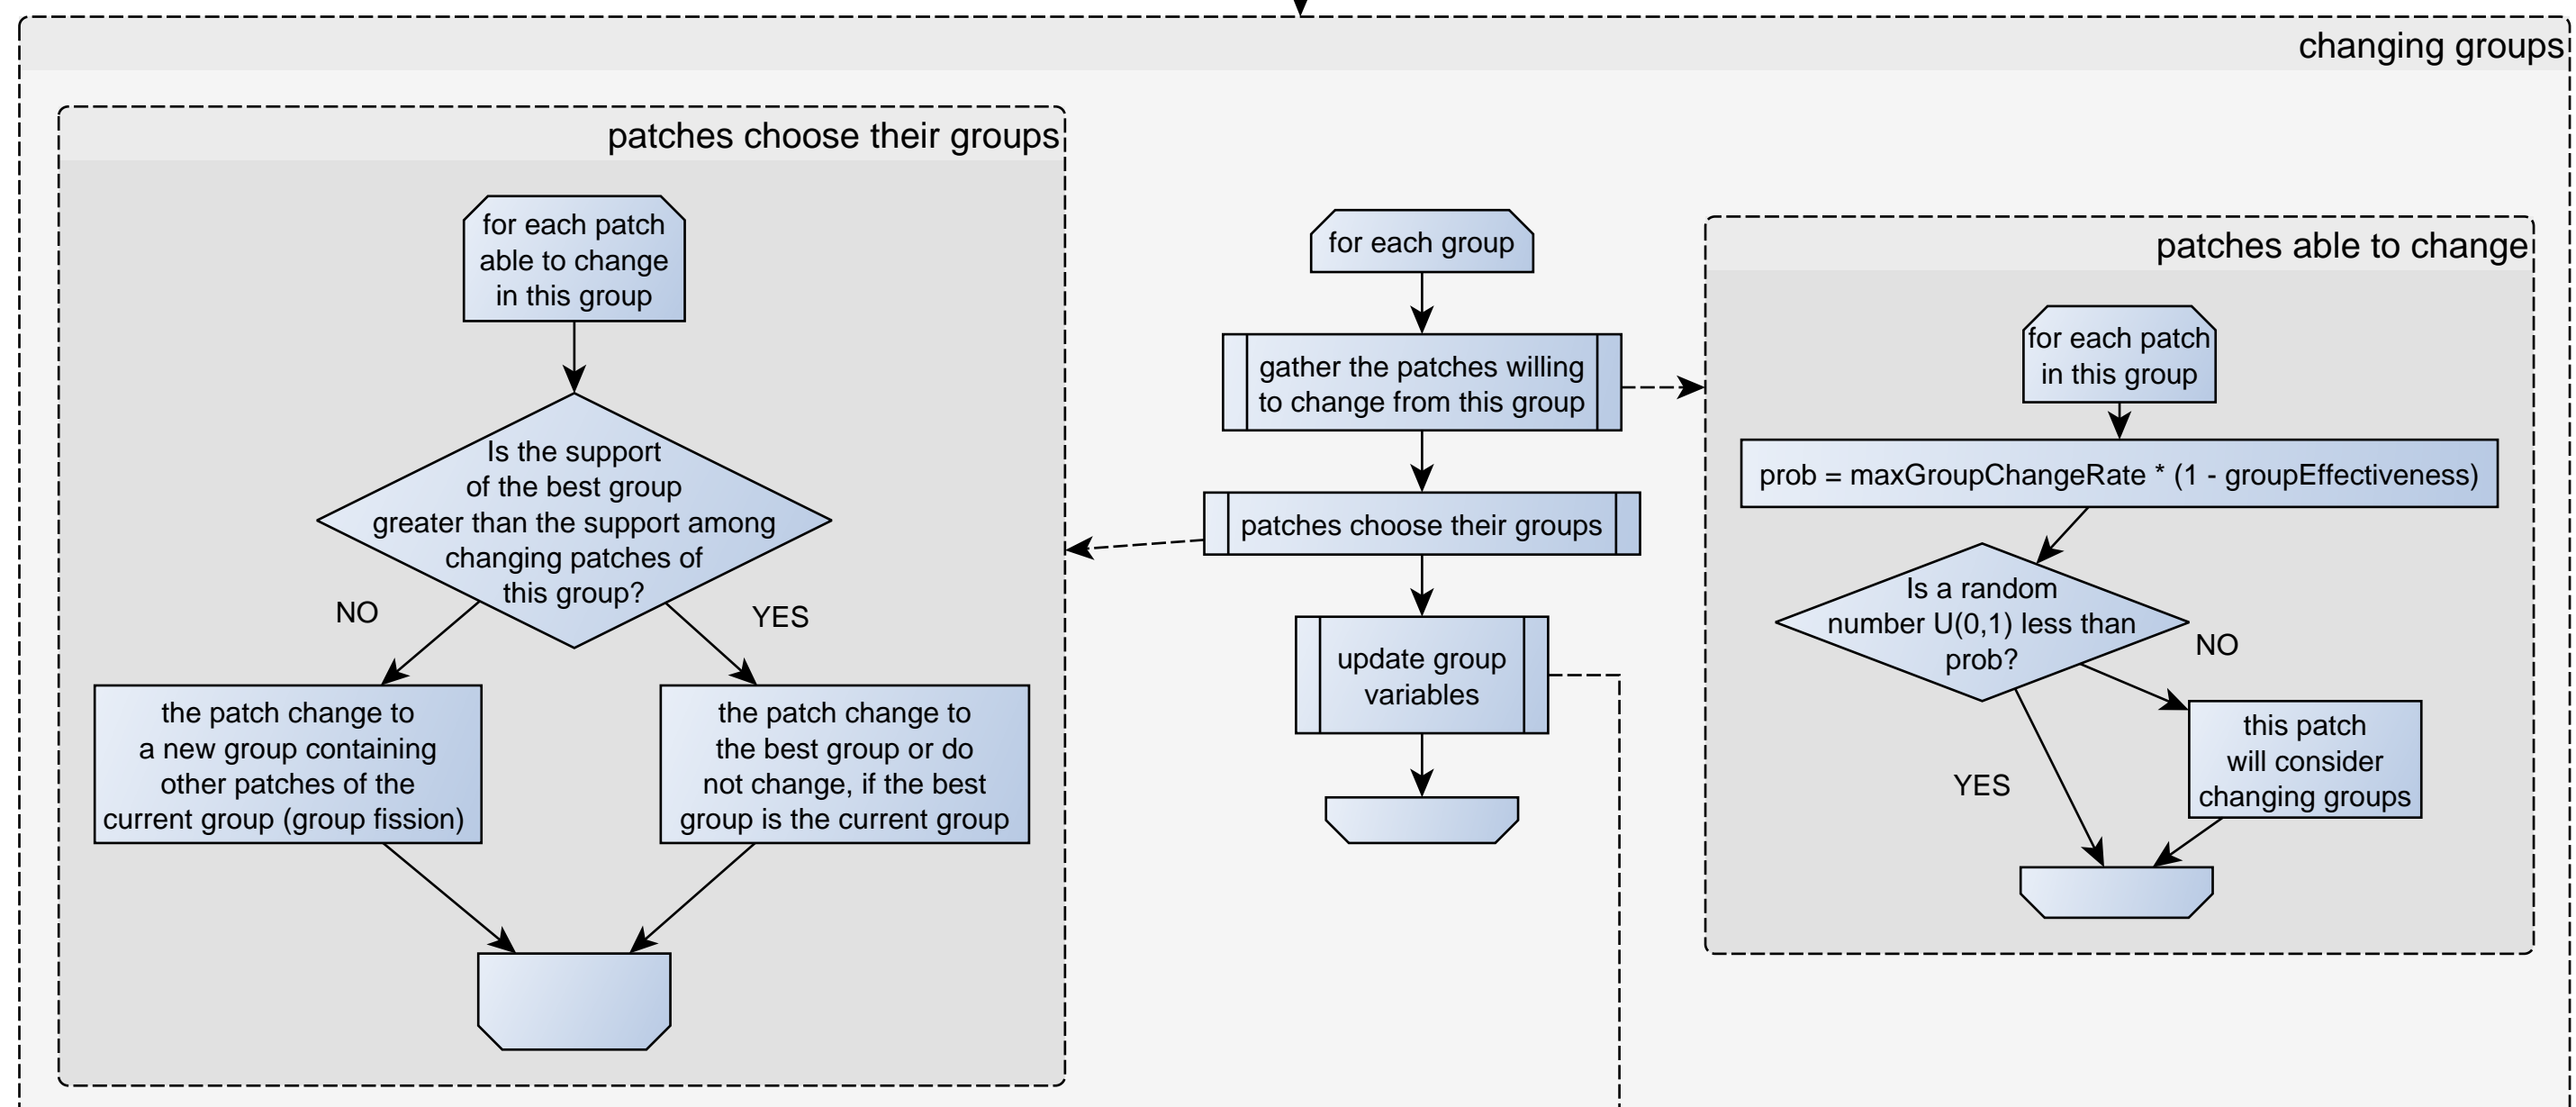 changing groups
patches choose their groups
for each patch
able to change
in this group
Is the support
of the best group
greater than the support among
changing patches of
this group?
NO
YES
the patch change to
a new group containing
other patches of the
current group (group fission)
the patch change to
the best group or do
not change, if the best
group is the current group
for each group
gather the patches willing
to change from this group
patches choose their groups
update group
variables
patches able to change
for each patch
in this group
prob = maxGroupChangeRate * (1 - groupEffectiveness)
Is a random
number U(0,1) less than
prob?
NO
YES
this patch
will consider
changing groups